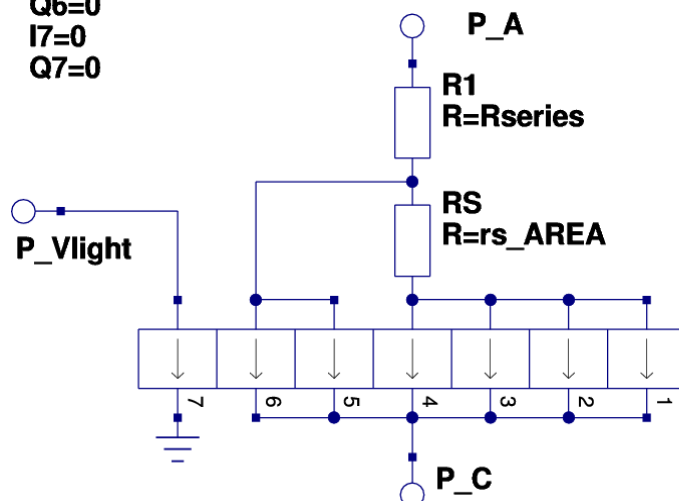 Q6=0
I7=0
Q7=0
P_A
R1
R=Rseries
RS
R=rs_AREA
P_Vlight
7
6
5
4
3
2
1
P_C